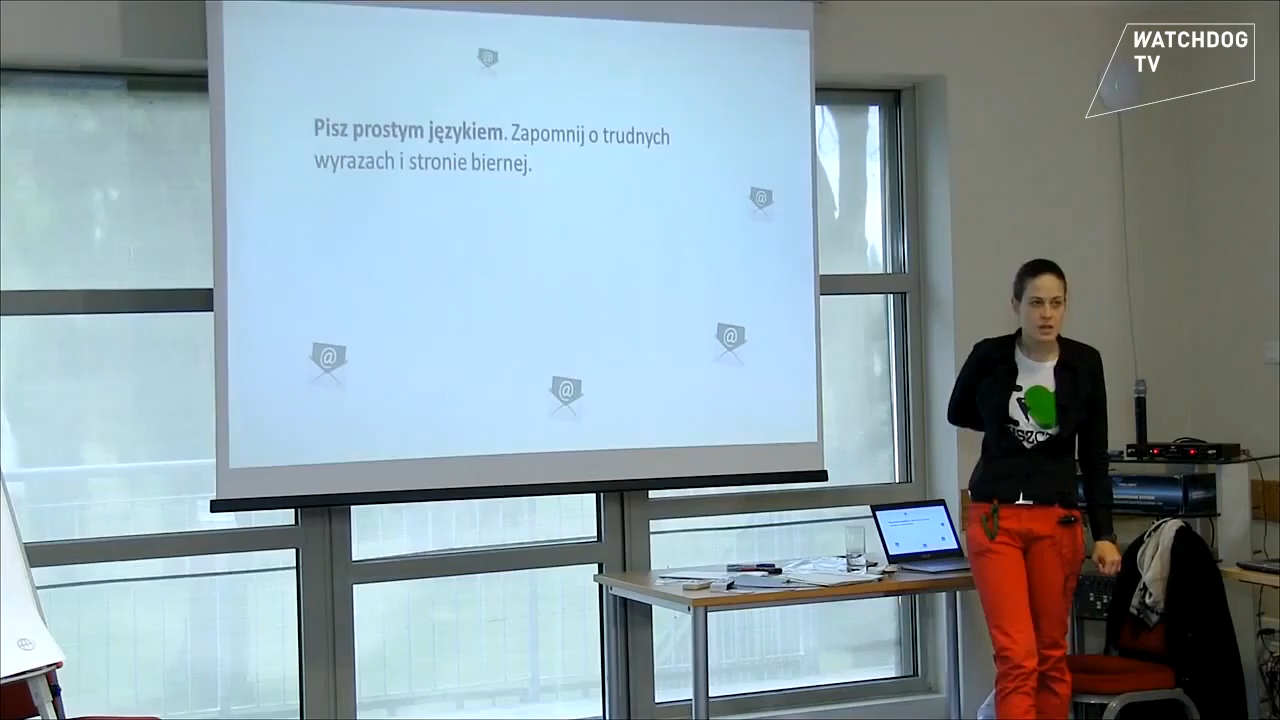 WATCHDOG
TV
Pisz prostym językiem. Zapomnij o trudnych
wyrazach i stronie biernej.